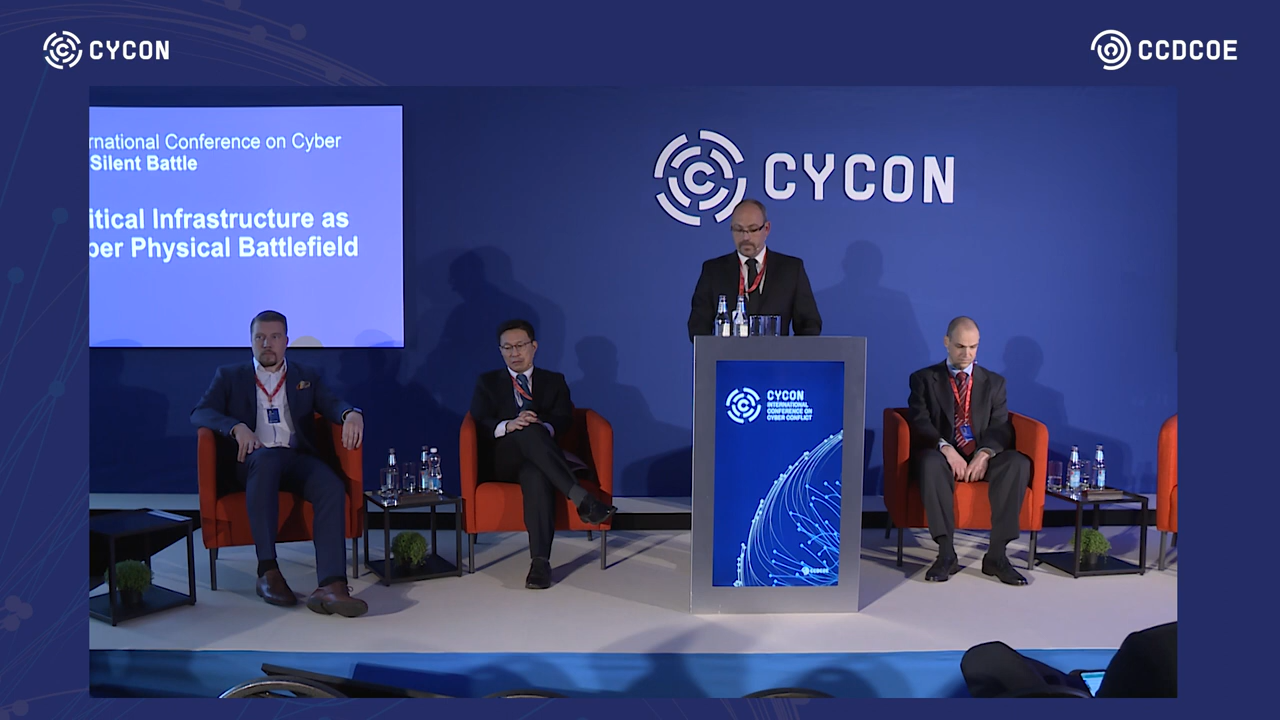 CYCON
CCDCOE
rnational Conference on Cyber
Silent Battle
itical Infrastructure as
ber Physical Battlefield
CYCON
CYCON
INTERNATIONAL
CONFERENCE ON
CYBER CONFLICT
CCDCOE